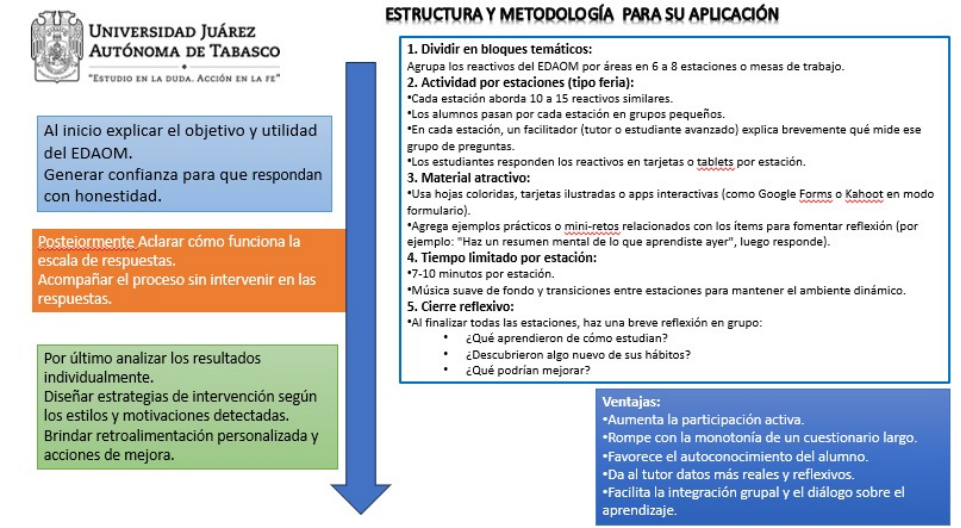 UNIVERSIDAD JUÁREZ
AUTÓNOMA DE TABASCO
"ESTUDIO EN LA DUDA. ACCIÓN EN LA FE"
ESTRUCTURA Y METODOLOGÍA PARA SU APLICACIÓN
Al inicio explicar el objetivo y utilidad
del EDAOM.
Generar confianza para que respondan
con honestidad.
Posteiormente Aclarar cómo funciona la
escala de respuestas.
Acompañar el proceso sin intervenir en las
respuestas.
Por último analizar los resultados
individualmente.
Diseñar estrategias de intervención según
los estilos y motivaciones detectadas.
Brindar retroalimentación personalizada y
acciones de mejora.
1. Dividir en bloques temáticos:
Agrupa los reactivos del EDAOM por áreas en 6 a 8 estaciones o mesas de trabajo.
2. Actividad por estaciones (tipo feria):
•Cada estación aborda 10 a 15 reactivos similares.
•Los alumnos pasan por cada estación en grupos pequeños.
•En cada estación, un facilitador (tutor o estudiante avanzado) explica brevemente qué mide ese
grupo de preguntas.
•Los estudiantes responden los reactivos en tarjetas o tablets por estación.
3. Material atractivo:
•Usa hojas coloridas, tarjetas ilustradas o apps interactivas (como Google Forms o Kahoot en modo
formulario).
•Agrega ejemplos prácticos o mini-retos relacionados con los ítems para fomentar reflexión (por
ejemplo: "Haz un resumen mental de lo que aprendiste ayer", luego responde).
4. Tiempo limitado por estación:
•7-10 minutos por estación.
•Música suave de fondo y transiciones entre estaciones para mantener el ambiente dinámico.
5. Cierre reflexivo:
•Al finalizar todas las estaciones, haz una breve reflexión en grupo:
• ¿Qué aprendieron de cómo estudian?
• ¿Descubrieron algo nuevo de sus hábitos?
• ¿Qué podrían mejorar?
Ventajas:
•Aumenta la participación activa.
•Rompe con la monotonía de un cuestionario largo.
•Favorece el autoconocimiento del alumno.
•Da al tutor datos más reales y reflexivos.
•Facilita la integración grupal y el diálogo sobre el
aprendizaje.